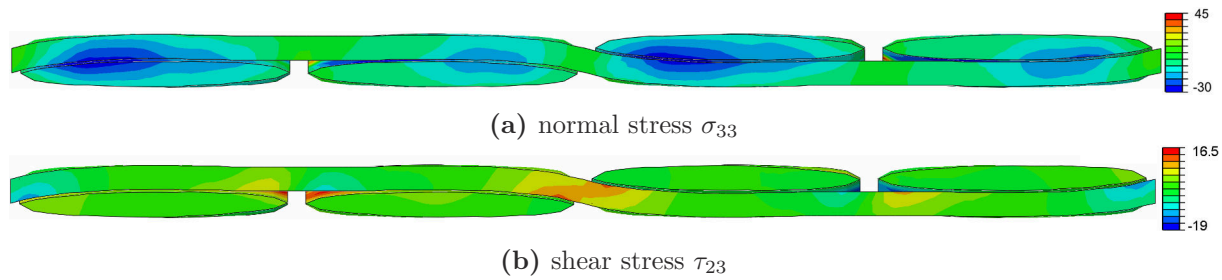 45
-30
(a) normal stress σ₃₃
16.5
-19
(b) shear stress τ₂₃